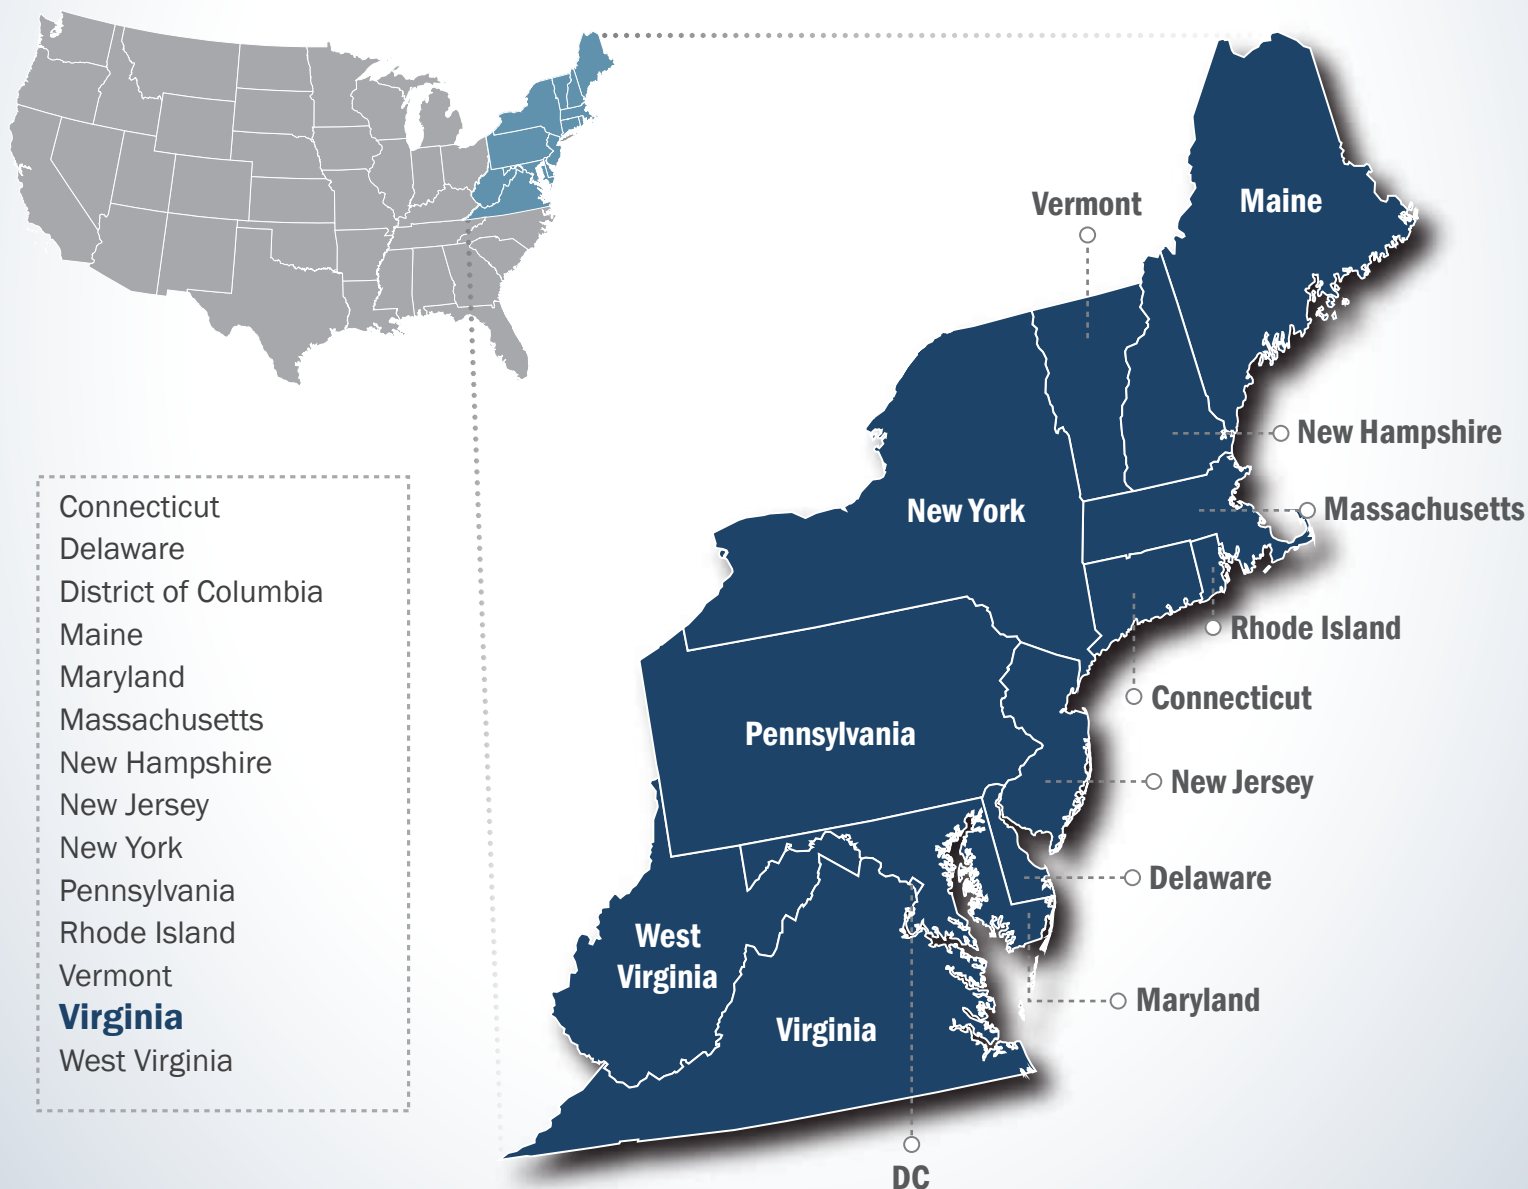 Connecticut
Delaware
District of Columbia
Maine
Maryland
Massachusetts
New Hampshire
New Jersey
New York
Pennsylvania
Rhode Island
Vermont
Virginia
West Virginia
Vermont
Maine
New Hampshire
New York
Massachusetts
Rhode Island
Connecticut
Pennsylvania
New Jersey
Delaware
West
Virginia
Maryland
Virginia
DC